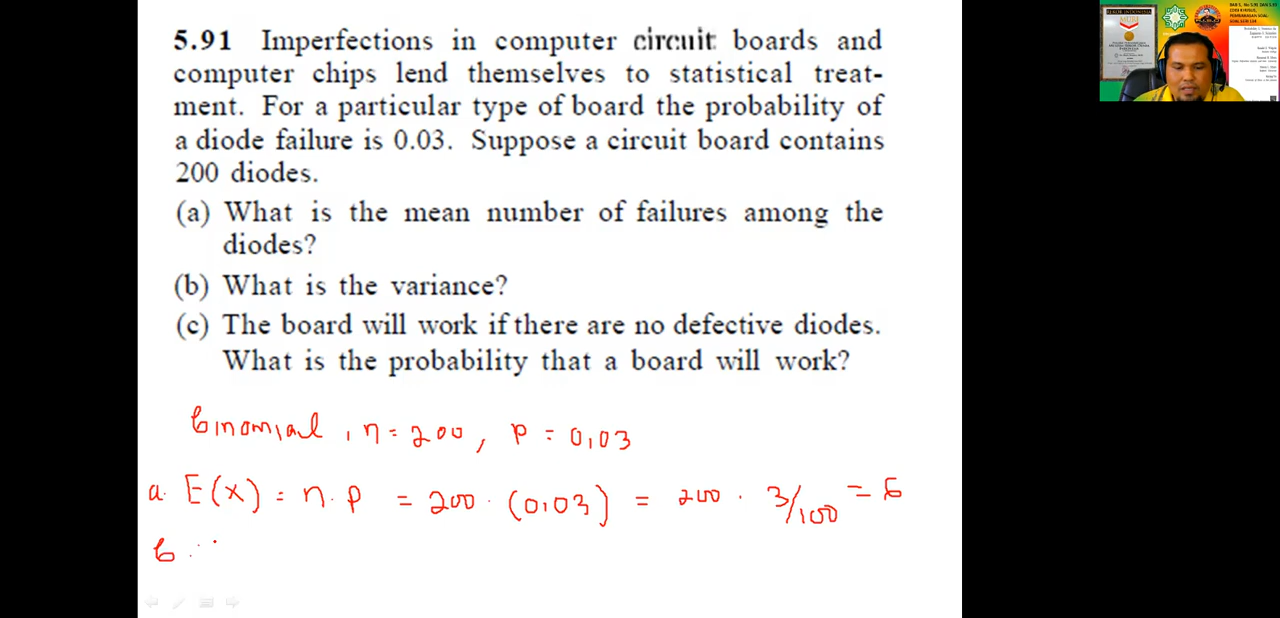 5.91 Imperfections in computer circuit boards and
computer chips lend themselves to statistical treat-
ment. For a particular type of board the probability of
a diode failure is 0.03. Suppose a circuit board contains
200 diodes.
(a) What is the mean number of failures among the
diodes?
(b) What is the variance?
(c) The board will work if there are no defective diodes.
What is the probability that a board will work?
binomial, n = 200, p = 0,03
a. E(x) = n . p = 200 . (0,03) = 200 . 3/100 = 6
b
MURI